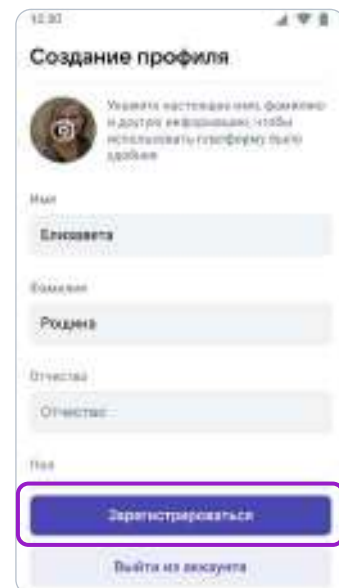 12:30
Создание профиля
Укажите настоящее имя, фамилию
и другую информацию, чтобы
использовать платформу было
удобнее
Имя
Елизавета
Фамилия
Рощина
Отчество
Отчество
Пол
Зарегистрироваться
Выйти из аккаунта